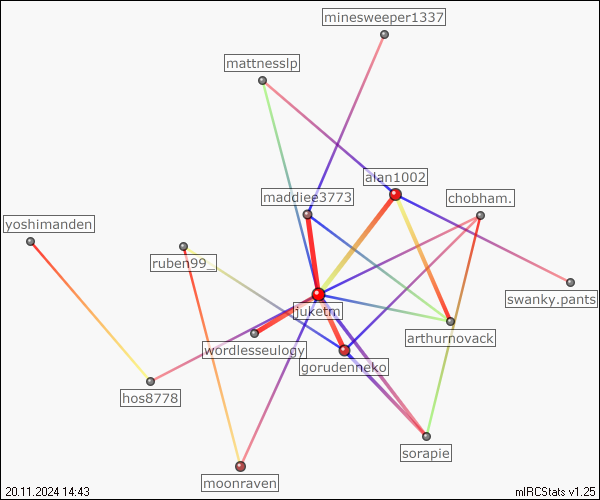 minesweeper1337
mattnesslp
alan1002
maddiee3773
chobham.
yoshimanden
ruben99_
swanky.pants
juketm
arthurnovack
wordlesseulogy
gorudenneko
hos8778
sorapie
moonraven
20.11.2024 14:43
mIRCStats v1.25